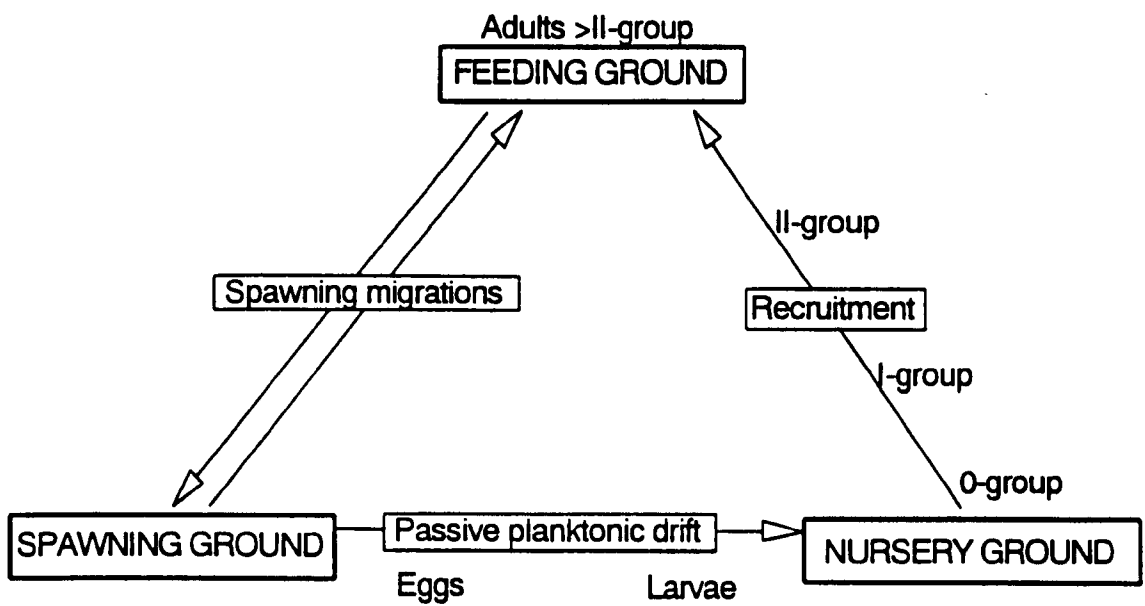 Adults >II-group
FEEDING GROUND
II-group
Spawning migrations
Recruitment
I-group
0-group
SPAWNING GROUND
Passive planktonic drift
NURSERY GROUND
Eggs
Larvae